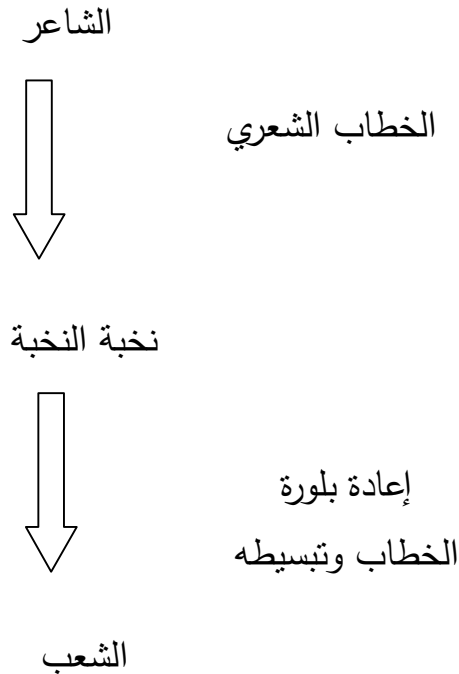 الشاعر
الخطاب الشعري
نخبة النخبة
إعادة بلورة
الخطاب وتبسيطه
الشعب